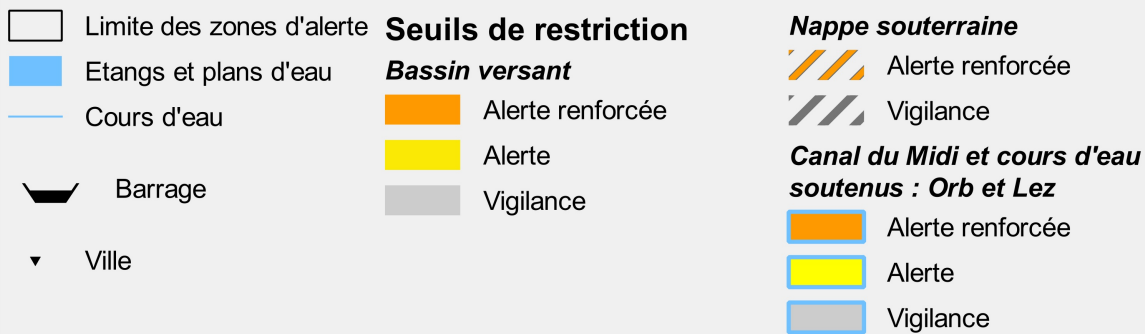 Limite des zones d'alerte
Etangs et plans d'eau
Cours d'eau
Barrage
Ville
Seuils de restriction
Bassin versant
Alerte renforcée
Alerte
Vigilance
Nappe souterraine
Alerte renforcée
Vigilance
Canal du Midi et cours d'eau
soutenus : Orb et Lez
Alerte renforcée
Alerte
Vigilance